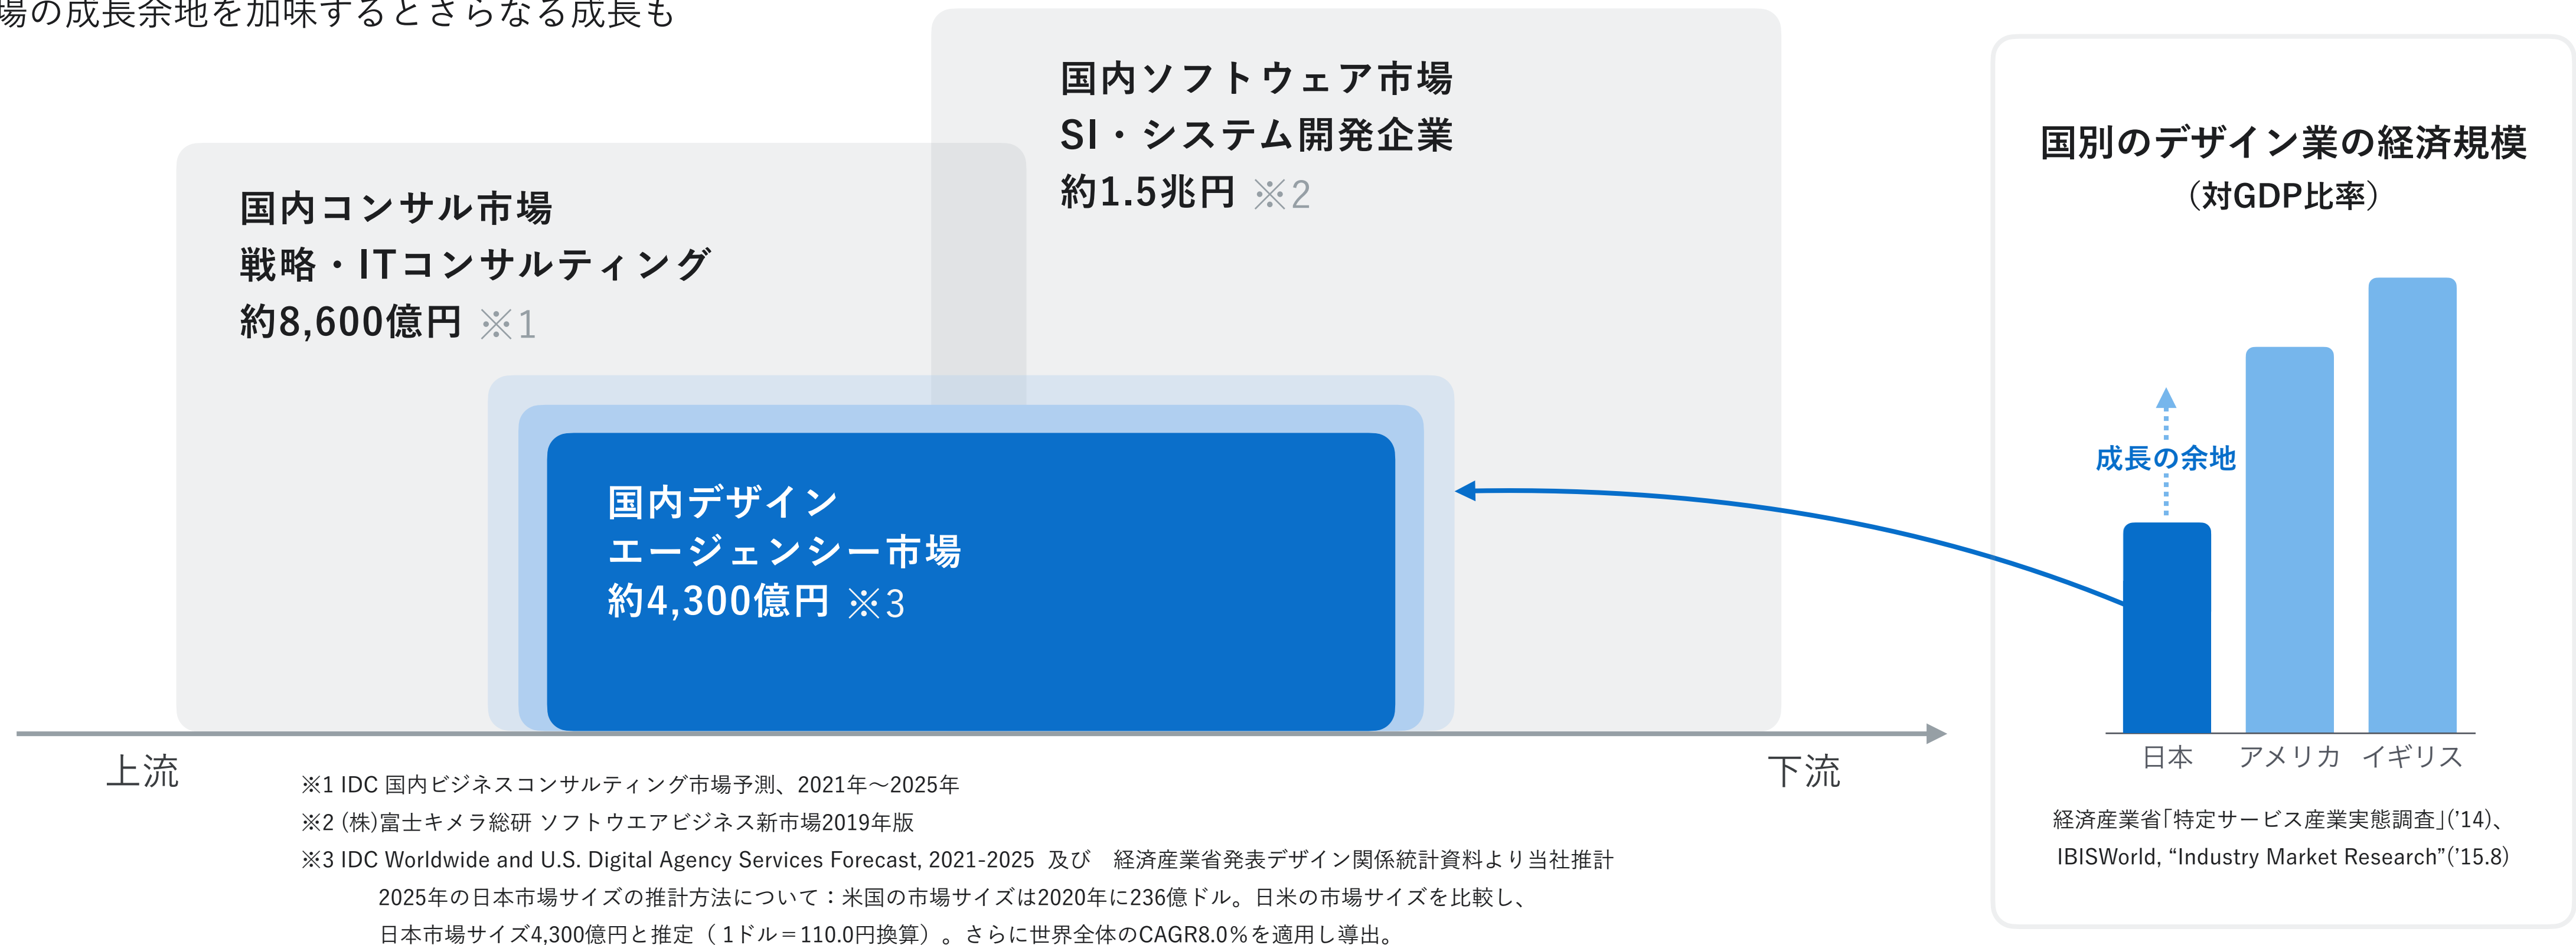 場の成長余地を加味するとさらなる成長も
国内コンサル市場
戦略・ITコンサルティング
約8,600億円 ※1
国内ソフトウェア市場
SI・システム開発企業
約1.5兆円 ※2
国内デザイン
エージェンシー市場
約4,300億円 ※3
上流
下流
※1 IDC 国内ビジネスコンサルティング市場予測、2021年〜2025年
※2 (株)富士キメラ総研 ソフトウエアビジネス新市場2019年版
※3 IDC Worldwide and U.S. Digital Agency Services Forecast, 2021-2025 及び　経済産業省発表デザイン関係統計資料より当社推計
2025年の日本市場サイズの推計方法について：米国の市場サイズは2020年に236億ドル。日米の市場サイズを比較し、
日本市場サイズ4,300億円と推定（ 1ドル＝110.0円換算）。さらに世界全体のCAGR8.0％を適用し導出。
国別のデザイン業の経済規模
（対GDP比率）
成長の余地
日本 アメリカ イギリス
経済産業省「特定サービス産業実態調査」(’14)、
IBISWorld, “Industry Market Research”(’15.8)